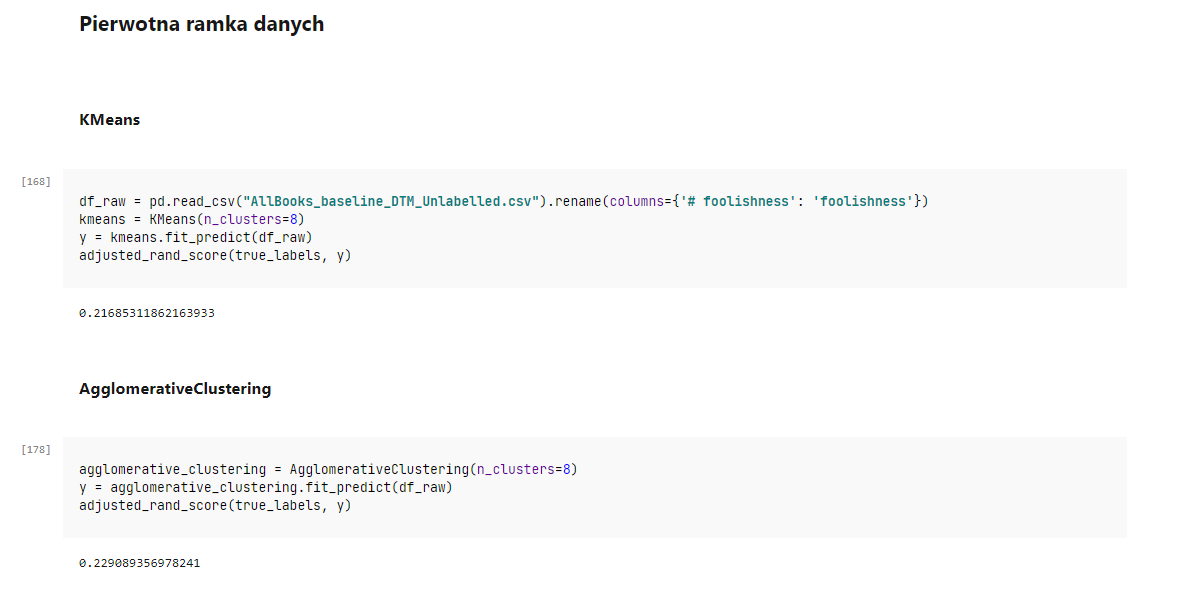 Pierwotna ramka danych
KMeans
[168]
df_raw = pd.read_csv("AllBooks_baseline_DTM_Unlabelled.csv").rename(columns={'# foolishness': 'foolishness'})
kmeans = KMeans(n_clusters=8)
y = kmeans.fit_predict(df_raw)
adjusted_rand_score(true_labels, y)
0.21685311862163933
AgglomerativeClustering
[178]
agglomerative_clustering = AgglomerativeClustering(n_clusters=8)
y = agglomerative_clustering.fit_predict(df_raw)
adjusted_rand_score(true_labels, y)
0.229089356978241